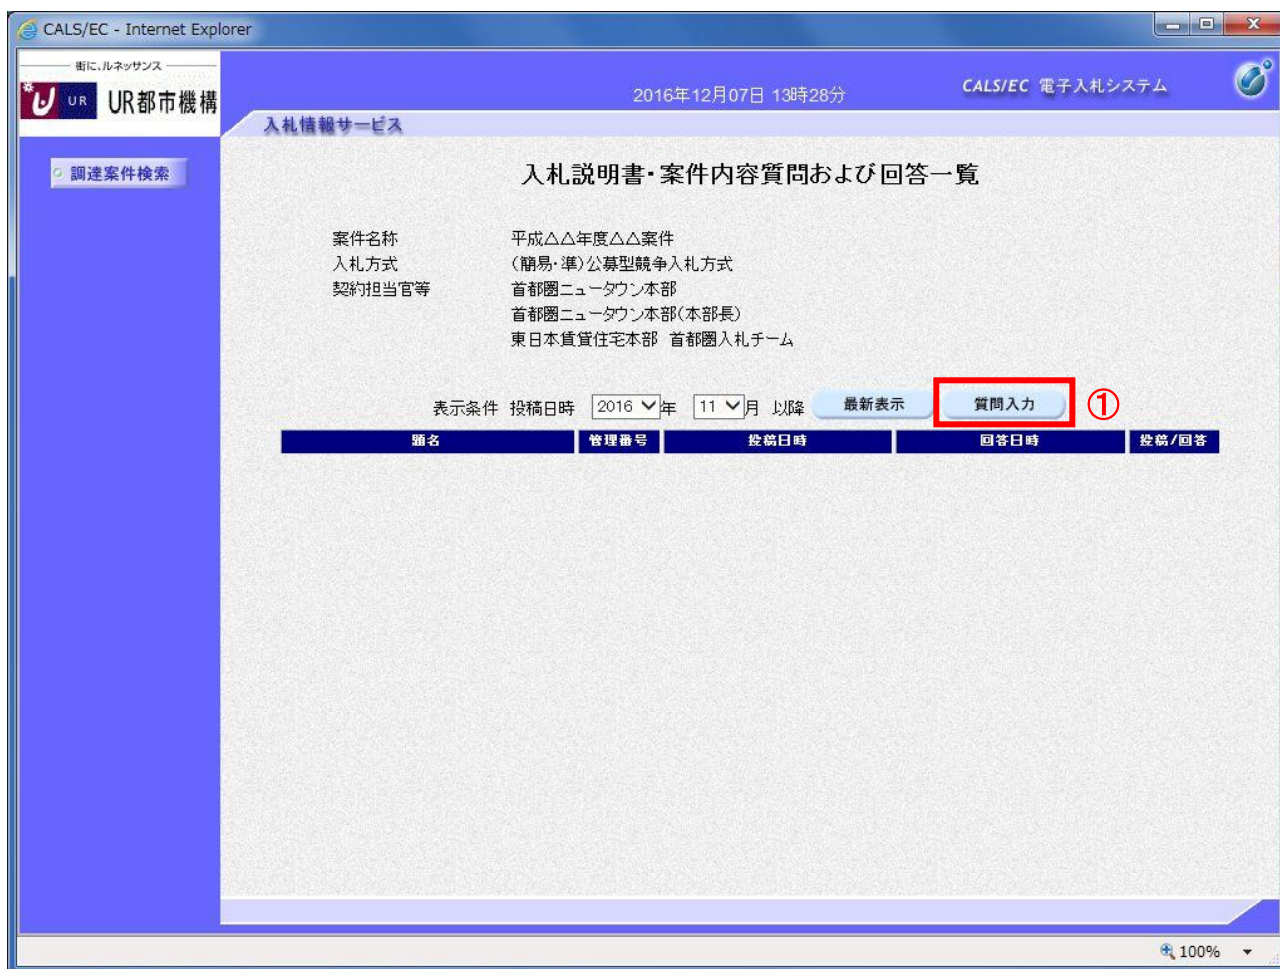 CALS/EC - Internet Explorer
街に、ルネッサンス
UR UR都市機構
2016年12月07日 13時28分
CALS/EC 電子入札システム
入札情報サービス
調達案件検索
入札説明書・案件内容質問および回答一覧
案件名称 平成△△年度△△案件
入札方式 (簡易・準)公募型競争入札方式
契約担当官等 首都圏ニュータウン本部
首都圏ニュータウン本部(本部長)
東日本賃貸住宅本部 首都圏入札チーム
表示条件 投稿日時 2016 年 11 月 以降 最新表示 質問入力 ①
題名 管理番号 投稿日時 回答日時 投稿/回答
100%